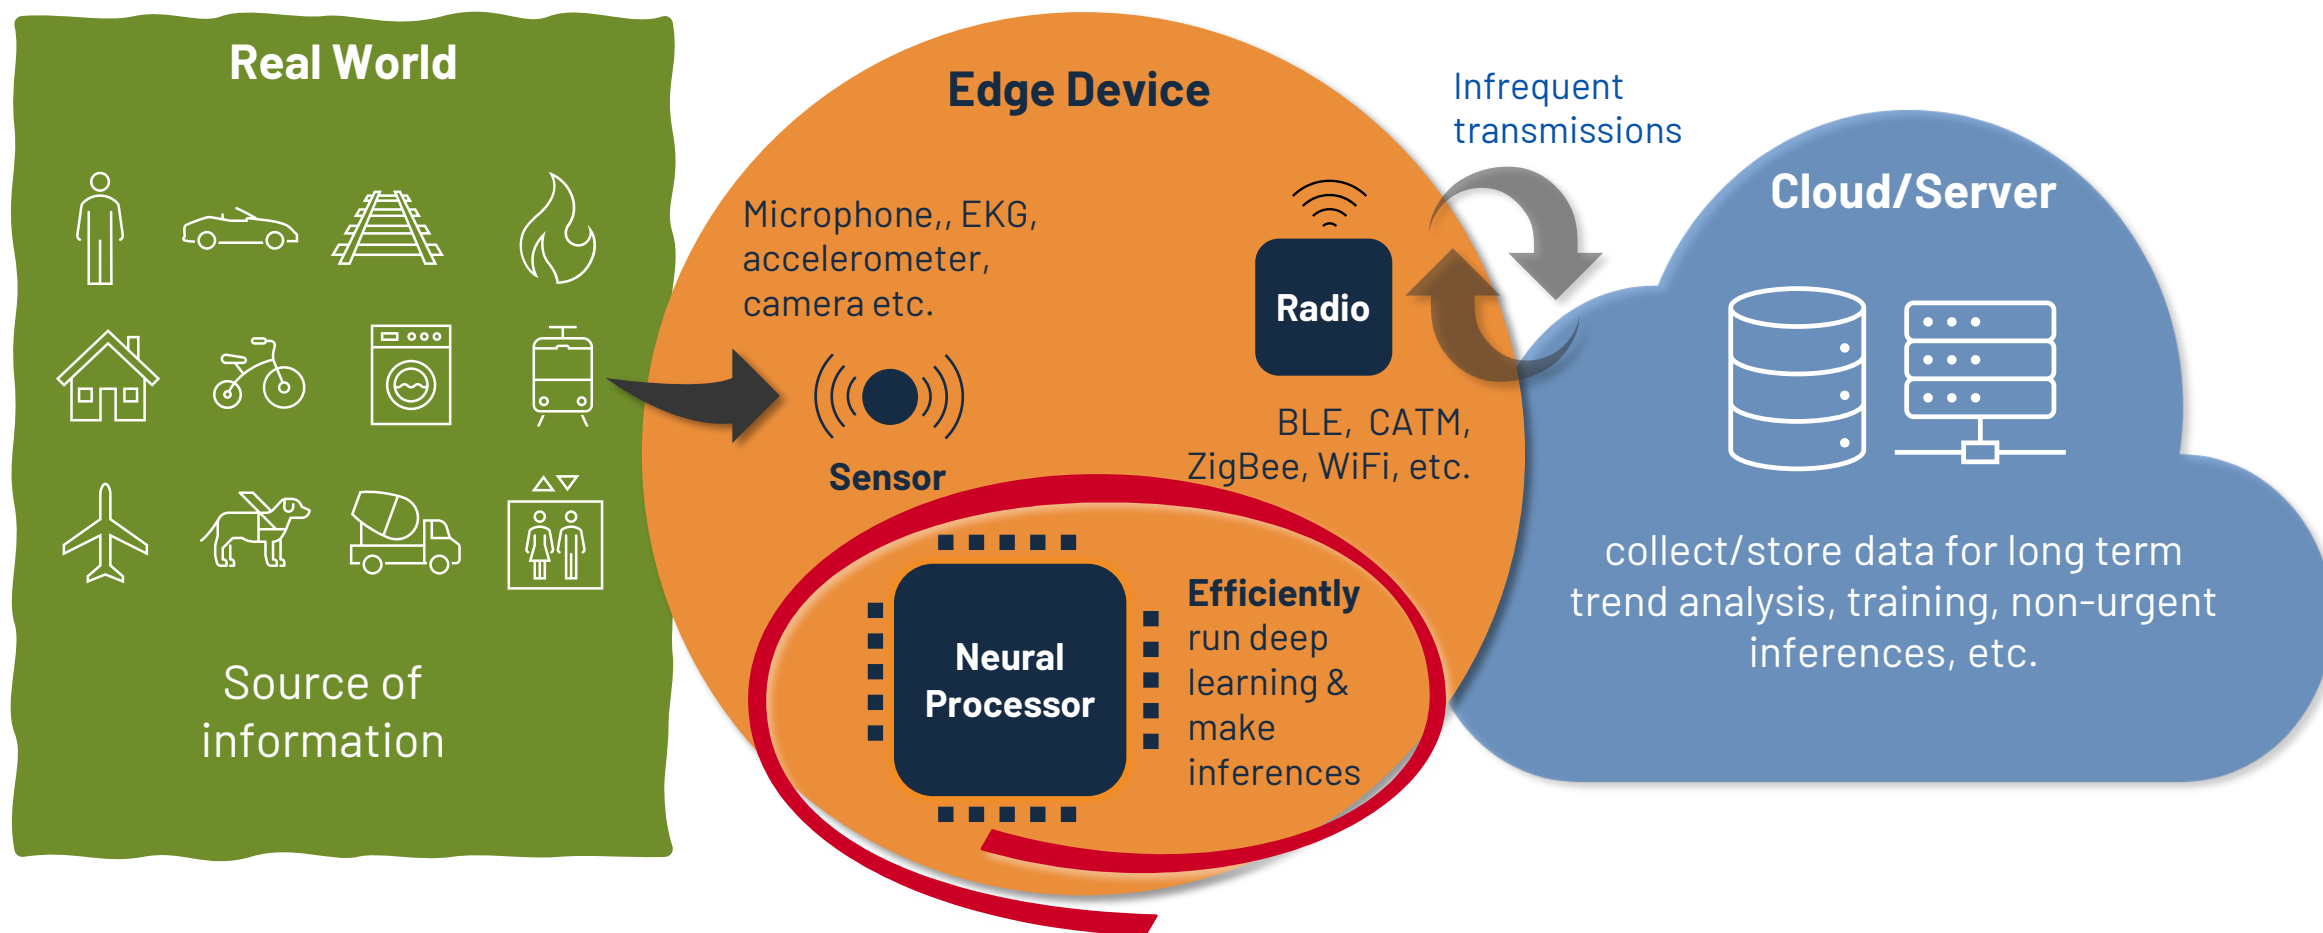 Real World
Source of
information
Edge Device
Microphone,, EKG,
accelerometer,
camera etc.
Sensor
Radio
BLE, CATM,
ZigBee, WiFi, etc.
Neural
Processor
Efficiently
run deep
learning &
make
inferences
Infrequent
transmissions
Cloud/Server
collect/store data for long term
trend analysis, training, non-urgent
inferences, etc.